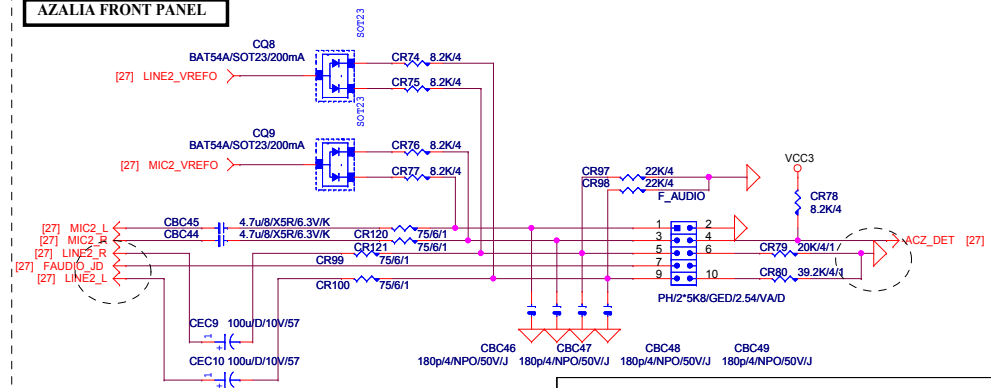 AZALIA FRONT PANEL
SOT23
CQ8
BAT54A/SOT23/200mA
CR74 8.2K/4
[27] LINE2_VREFO
CR75 8.2K/4
SOT23
CQ9
BAT54A/SOT23/200mA
CR76 8.2K/4
[27] MIC2_VREFO
CR77 8.2K/4
VCC3
CR97 22K/4
CR98 22K/4
F_AUDIO
CR78
8.2K/4
[27] MIC2_L CBC45 4.7u/8/X5R/6.3V/K
1 2
[27] MIC2_R CBC44 4.7u/8/X5R/6.3V/K CR120 75/6/1
3 4
ACZ_DET [27]
[27] LINE2_R CR121 75/6/1
5 6 CR79 20K/4/1
[27] FAUDIO_JD CR99 75/6/1
7
[27] LINE2_L CR100 75/6/1
9 10 CR80 39.2K/4/1
PH/2*5K8/GED/2.54/VA/D
CEC9 100u/D/10V/57
1
+
CBC46 CBC47 CBC48 CBC49
180p/4/NPO/50V/J 180p/4/NPO/50V/J 180p/4/NPO/50V/J 180p/4/NPO/50V/J
CEC10 100u/D/10V/57
1
+